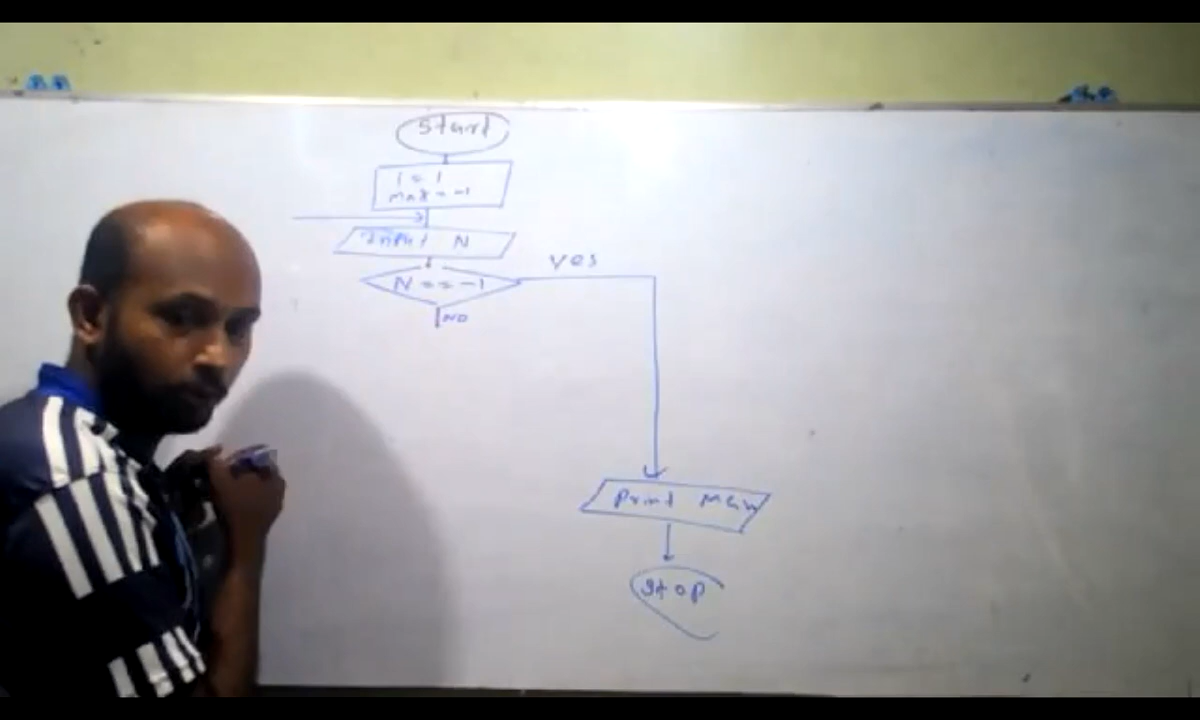 Start
i = 1
max = -1
Input N
N == -1
Yes
NO
Print Max
Stop